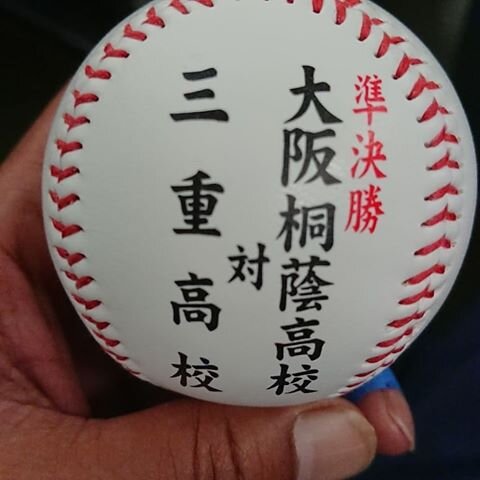 準決勝
大阪桐蔭高校
対
三重高校